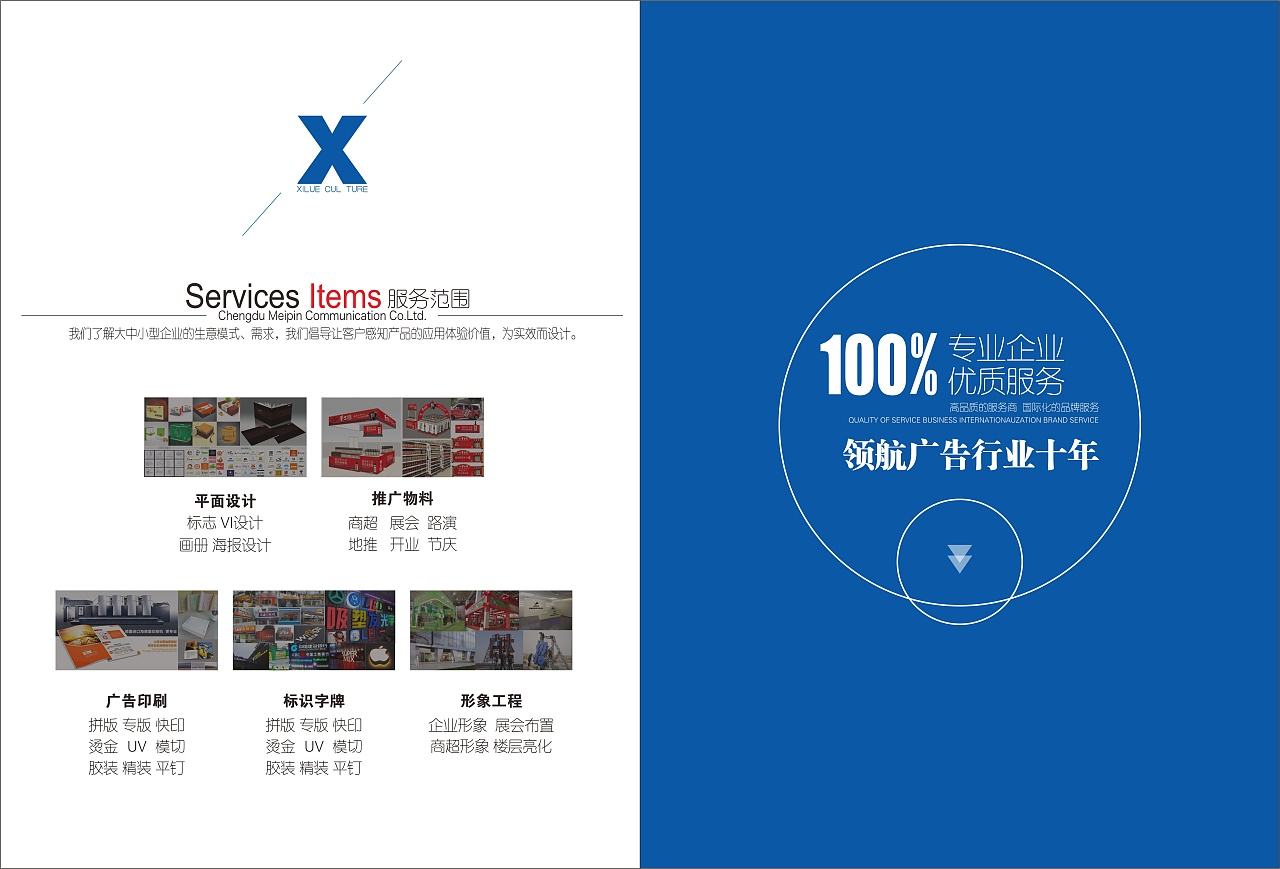 X
XILUE CUL TURE
Services Items 服务范围
Chengdu Meipin Communication Co.Ltd.
我们了解大中小型企业的生意模式、需求，我们倡导让客户感知产品的应用体验价值，为实效而设计。
平面设计
标志 VI设计
画册 海报设计
推广物料
商超 展会 路演
地推 开业 节庆
吸塑发光字
广告印刷
拼版 专版 快印
烫金 UV 模切
胶装 精装 平钉
标识字牌
拼版 专版 快印
烫金 UV 模切
胶装 精装 平钉
形象工程
企业形象 展会布置
商超形象 楼层亮化
100% 专业企业
优质服务
高品质的服务商 国际化的品牌服务
QUALITY OF SERVICE BUSINESS INTERNATIONAUZATION BRAND SERVICE
领航广告行业十年